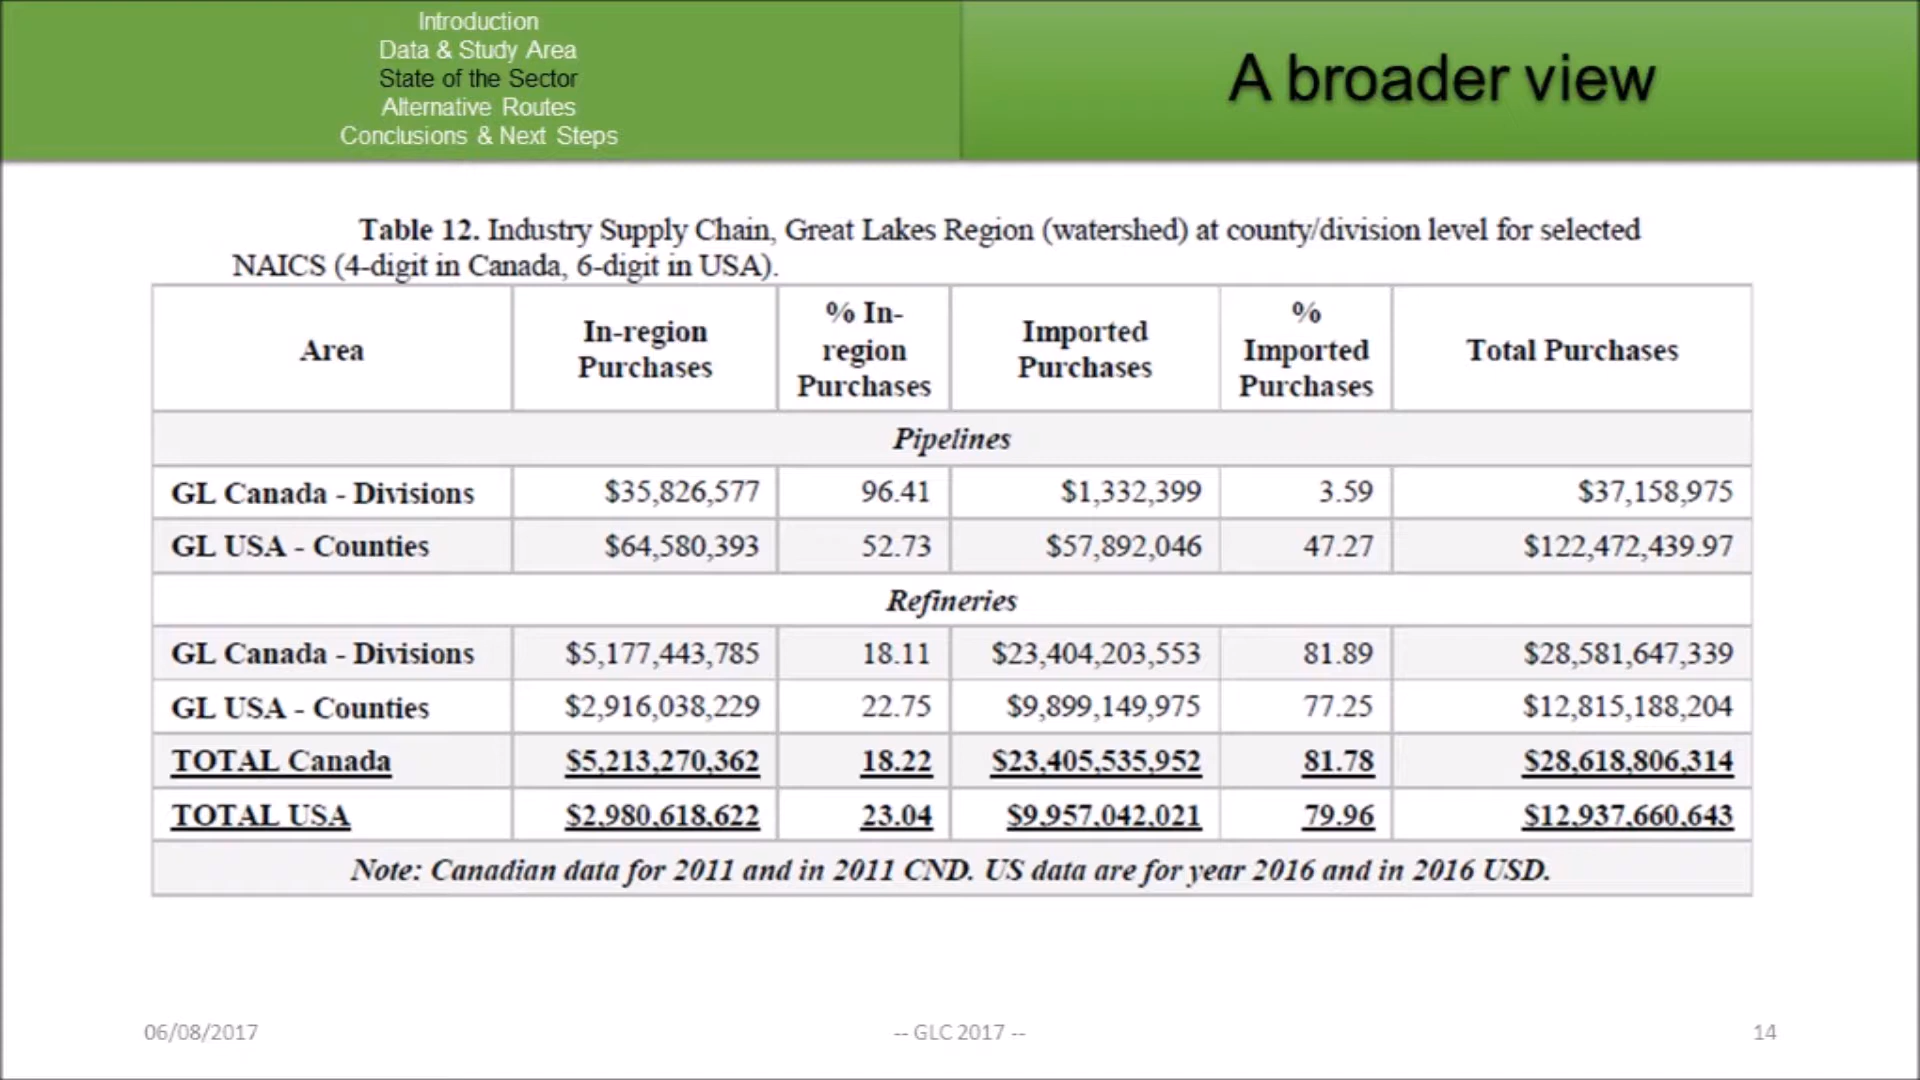 Introduction
Data & Study Area
State of the Sector
Alternative Routes
Conclusions & Next Steps
A broader view
Table 12. Industry Supply Chain, Great Lakes Region (watershed) at county/division level for selected
NAICS (4-digit in Canada, 6-digit in USA).
Area In-region Purchases % In-region Purchases Imported Purchases % Imported Purchases Total Purchases
Pipelines
GL Canada - Divisions $35,826,577 96.41 $1,332,399 3.59 $37,158,975
GL USA - Counties $64,580,393 52.73 $57,892,046 47.27 $122,472,439.97
Refineries
GL Canada - Divisions $5,177,443,785 18.11 $23,404,203,553 81.89 $28,581,647,339
GL USA - Counties $2,916,038,229 22.75 $9,899,149,975 77.25 $12,815,188,204
TOTAL Canada $5,213,270,362 18.22 $23,405,535,952 81.78 $28,618,806,314
TOTAL USA $2,980,618,622 23.04 $9,957,042,021 79.96 $12,937,660,643
Note: Canadian data for 2011 and in 2011 CND. US data are for year 2016 and in 2016 USD.
06/08/2017 -- GLC 2017 -- 14